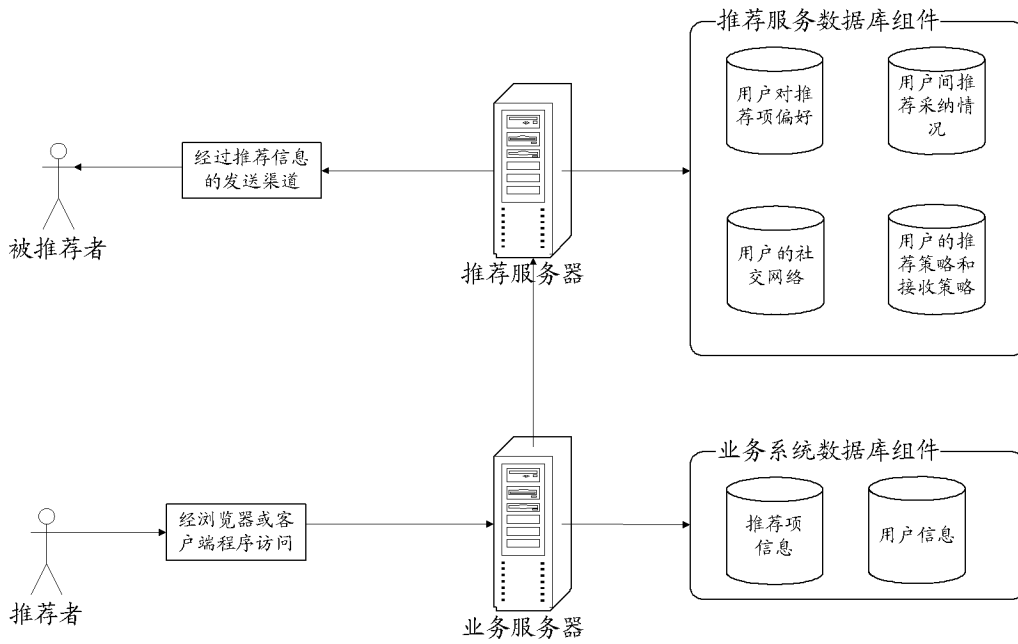 推荐服务数据库组件
用户对推
荐项偏好
用户间推
荐采纳情
况
经过推荐信息
的发送渠道
被推荐者
推荐服务器
用户的社
交网络
用户的推
荐策略和
接收策略
业务系统数据库组件
推荐项
信息
用户信息
经浏览器或客
户端程序访问
推荐者
业务服务器